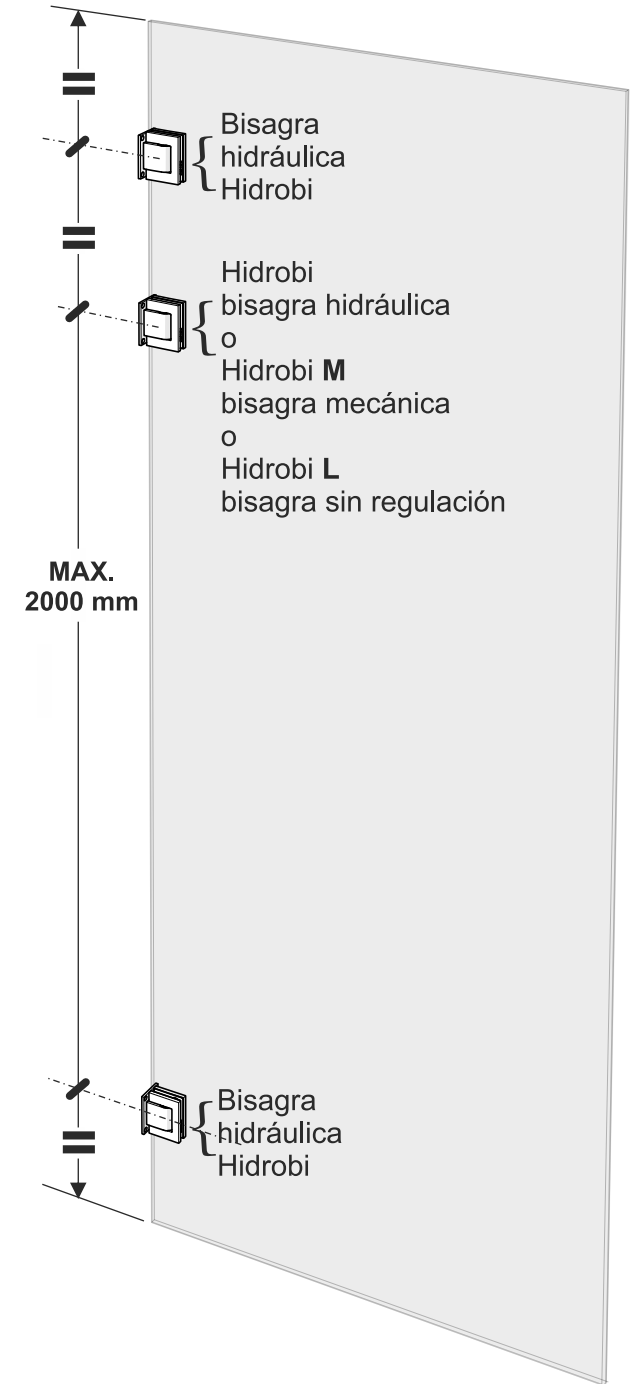 Bisagra
hidráulica
Hidrobi
Hidrobi
bisagra hidráulica
o
Hidrobi M
bisagra mecánica
o
Hidrobi L
bisagra sin regulación
MAX.
2000 mm
Bisagra
hidráulica
Hidrobi